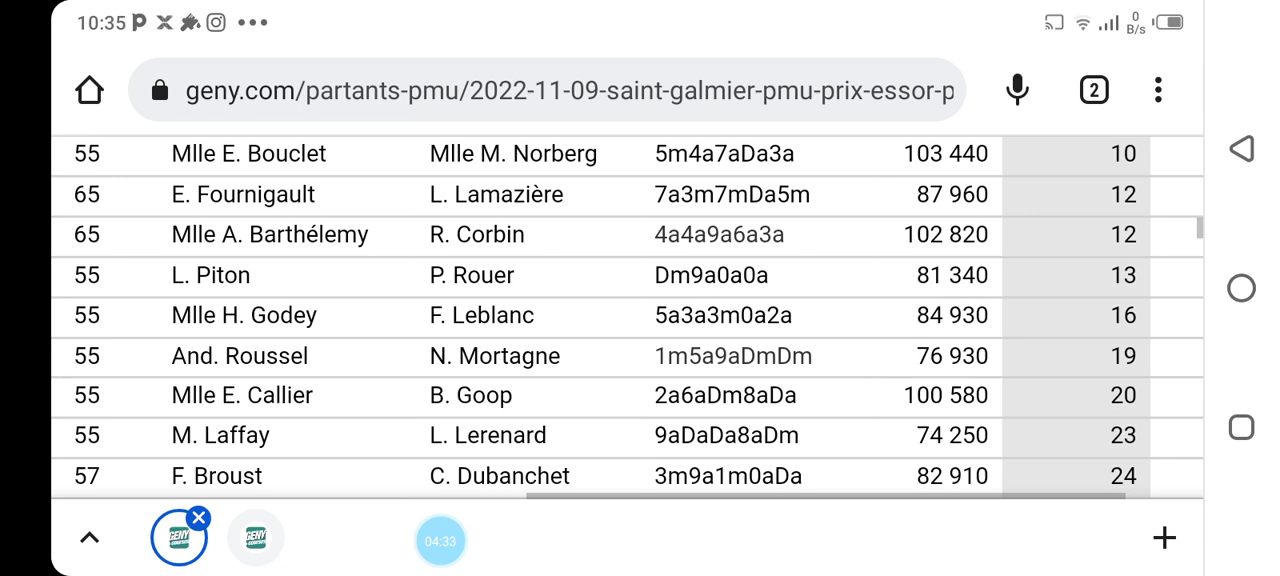 10:35
0 B/s
geny.com/partants-pmu/2022-11-09-saint-galmier-pmu-prix-essor-p
2
55 Mlle E. Bouclet Mlle M. Norberg 5m4a7aDa3a 103 440 10
65 E. Fournigault L. Lamazière 7a3m7mDa5m 87 960 12
65 Mlle A. Barthélemy R. Corbin 4a4a9a6a3a 102 820 12
55 L. Piton P. Rouer Dm9a0a0a 81 340 13
55 Mlle H. Godey F. Leblanc 5a3a3m0a2a 84 930 16
55 And. Roussel N. Mortagne 1m5a9aDmDm 76 930 19
55 Mlle E. Callier B. Goop 2a6aDm8aDa 100 580 20
55 M. Laffay L. Lerenard 9aDaDa8aDm 74 250 23
57 F. Broust C. Dubanchet 3m9a1m0aDa 82 910 24
GENY GENY 04:33